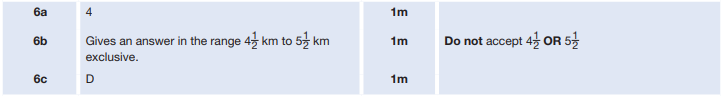 6a 4 1m
6b Gives an answer in the range 4½ km to 5½ km 1m Do not accept 4½ OR 5½
exclusive.
6c D 1m